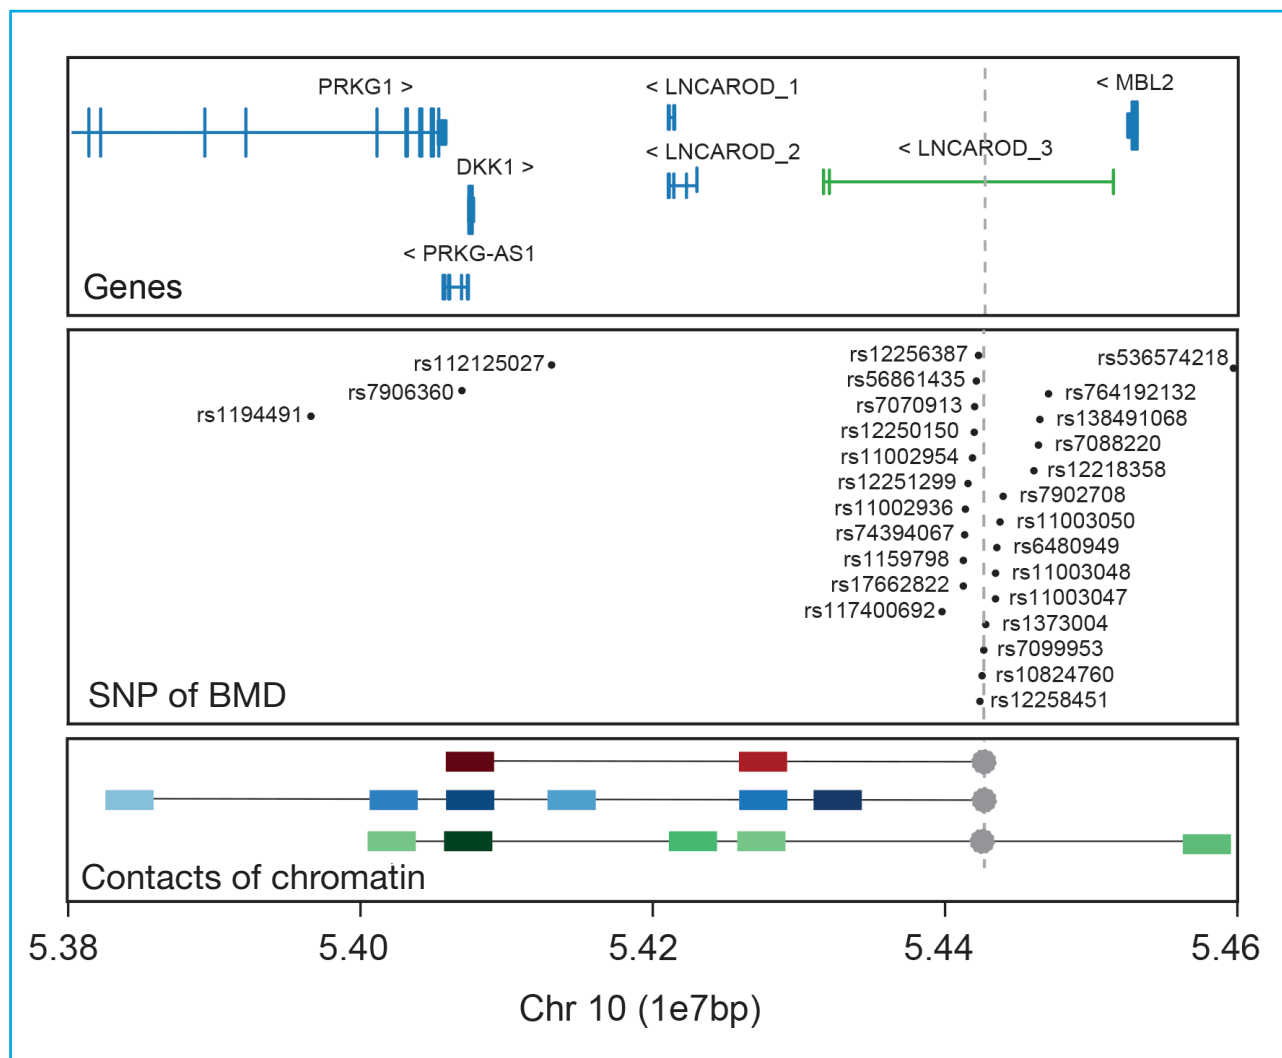 PRKG1 >
< LNCAROD_1
< MBL2
< LNCAROD_2
< LNCAROD_3
DKK1 >
< PRKG-AS1
Genes
rs112125027
rs7906360
rs1194491
rs12256387
rs56861435
rs7070913
rs12250150
rs11002954
rs12251299
rs11002936
rs74394067
rs1159798
rs17662822
rs117400692
rs536574218
rs764192132
rs138491068
rs7088220
rs12218358
rs7902708
rs11003050
rs6480949
rs11003048
rs11003047
rs1373004
rs7099953
rs10824760
rs12258451
SNP of BMD
Contacts of chromatin
5.38 5.40 5.42 5.44 5.46
Chr 10 (1e7bp)